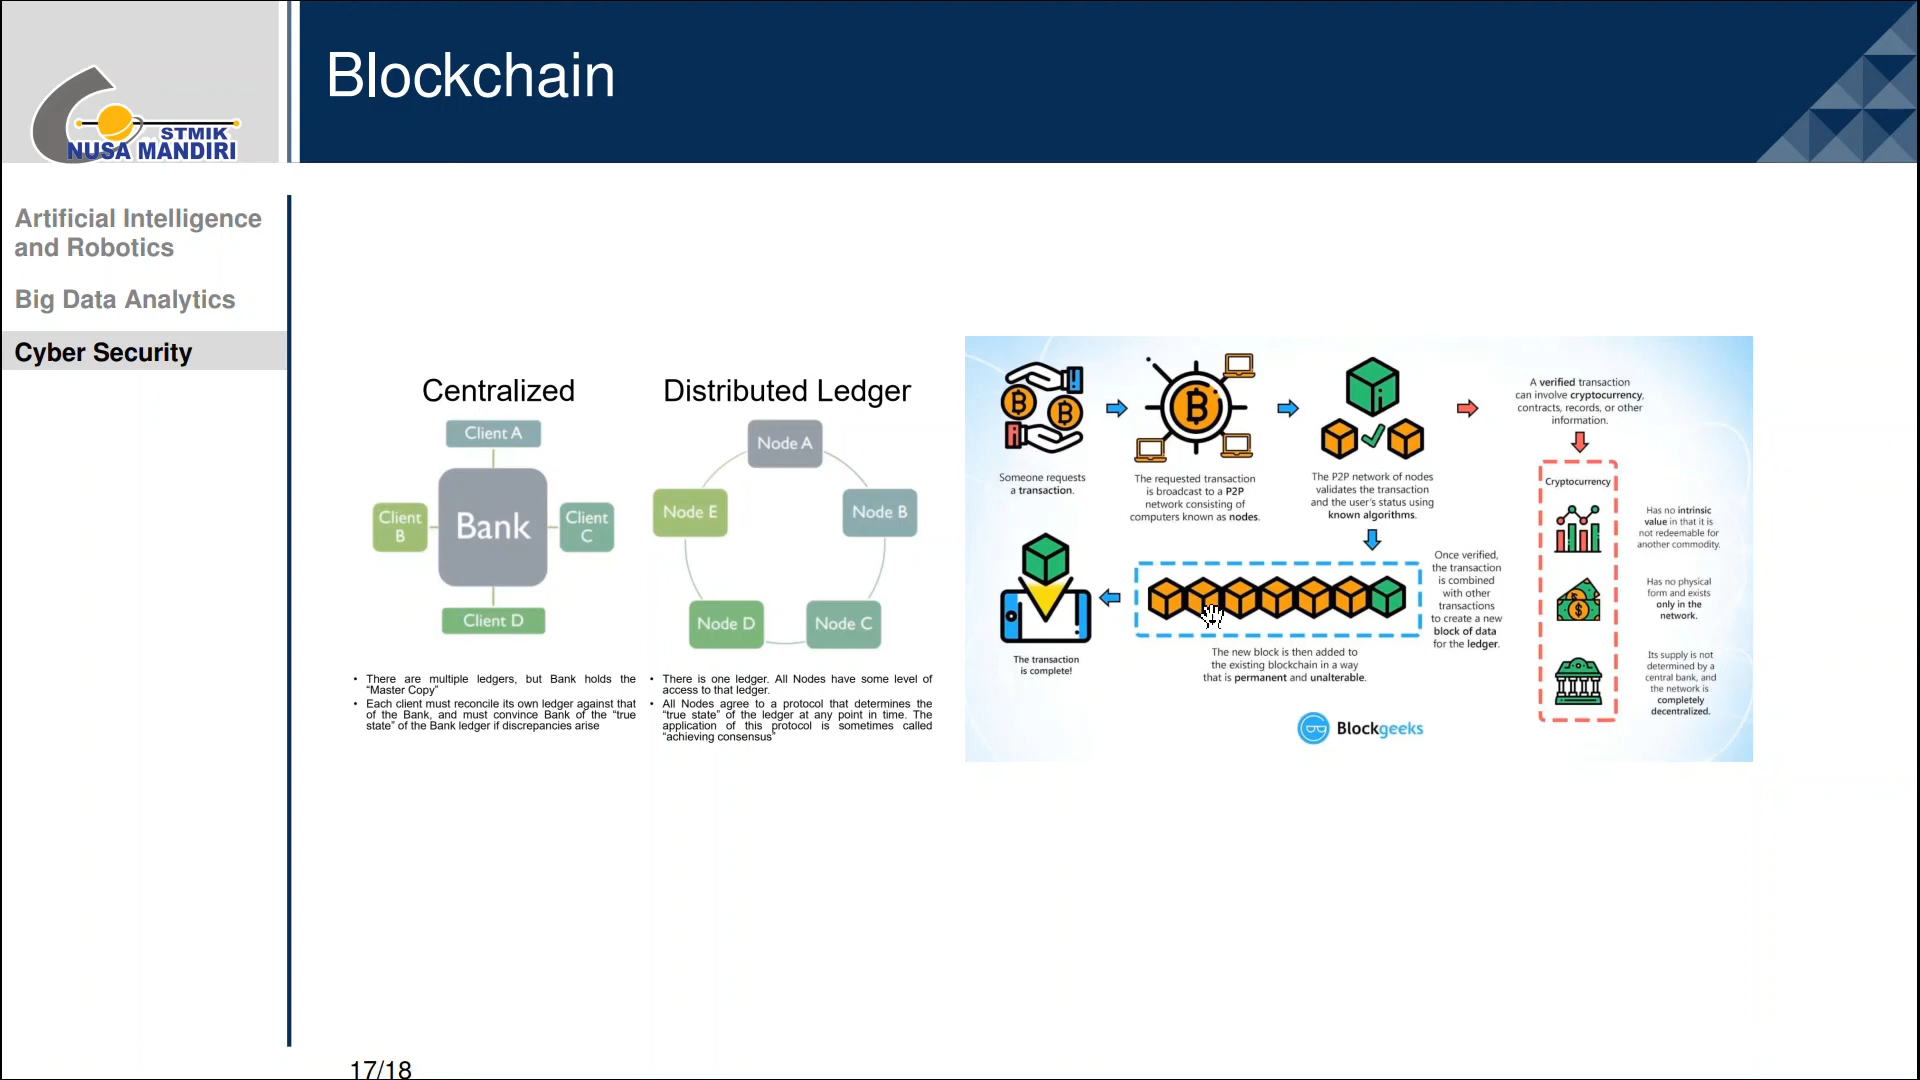 Blockchain
STMIK
NUSA MANDIRI
Artificial Intelligence
and Robotics
Big Data Analytics
Cyber Security
Centralized
Client A
Client
B
Bank
Client
C
Client D
• There are multiple ledgers, but Bank holds the
“Master Copy”
• Each client must reconcile its own ledger against that
of the Bank, and must convince Bank of the “true
state” of the Bank ledger if discrepancies arise
Distributed Ledger
Node A
Node E
Node B
Node D
Node C
• There is one ledger. All Nodes have some level of
access to that ledger.
• All Nodes agree to a protocol that determines the
“true state” of the ledger at any point in time. The
application of this protocol is sometimes called
“achieving consensus”
Someone requests
a transaction.
The requested transaction
is broadcast to a P2P
network consisting of
computers known as nodes.
The P2P network of nodes
validates the transaction
and the user's status using
known algorithms.
A verified transaction
can involve cryptocurrency,
contracts, records, or other
information.
Cryptocurrency
Has no intrinsic
value in that it is
not redeemable for
another commodity.
Has no physical
form and exists
only in the
network.
Its supply is not
determined by a
central bank, and
the network is
completely
decentralized.
Once verified,
the transaction
is combined
with other
transactions
to create a new
block of data
for the ledger.
The new block is then added to
the existing blockchain in a way
that is permanent and unalterable.
The transaction
is complete!
Blockgeeks
17/18